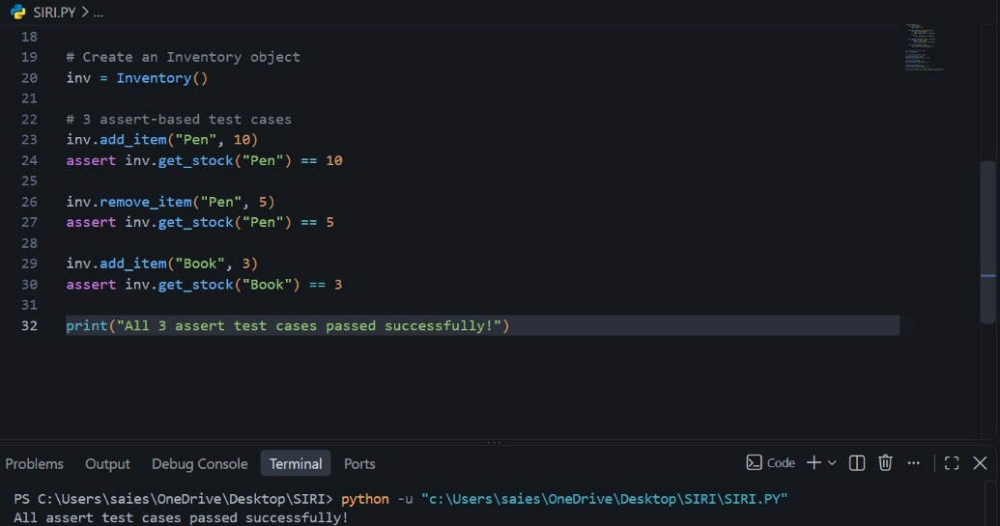 SIRI.PY > ...
18
19 # Create an Inventory object
20 inv = Inventory()
21
22 # 3 assert-based test cases
23 inv.add_item("Pen", 10)
24 assert inv.get_stock("Pen") == 10
25
26 inv.remove_item("Pen", 5)
27 assert inv.get_stock("Pen") == 5
28
29 inv.add_item("Book", 3)
30 assert inv.get_stock("Book") == 3
31
32 print("All 3 assert test cases passed successfully!")
Problems Output Debug Console Terminal Ports Code
PS C:\Users\saies\OneDrive\Desktop\SIRI> python -u "c:\Users\saies\OneDrive\Desktop\SIRI\SIRI.PY"
All assert test cases passed successfully!